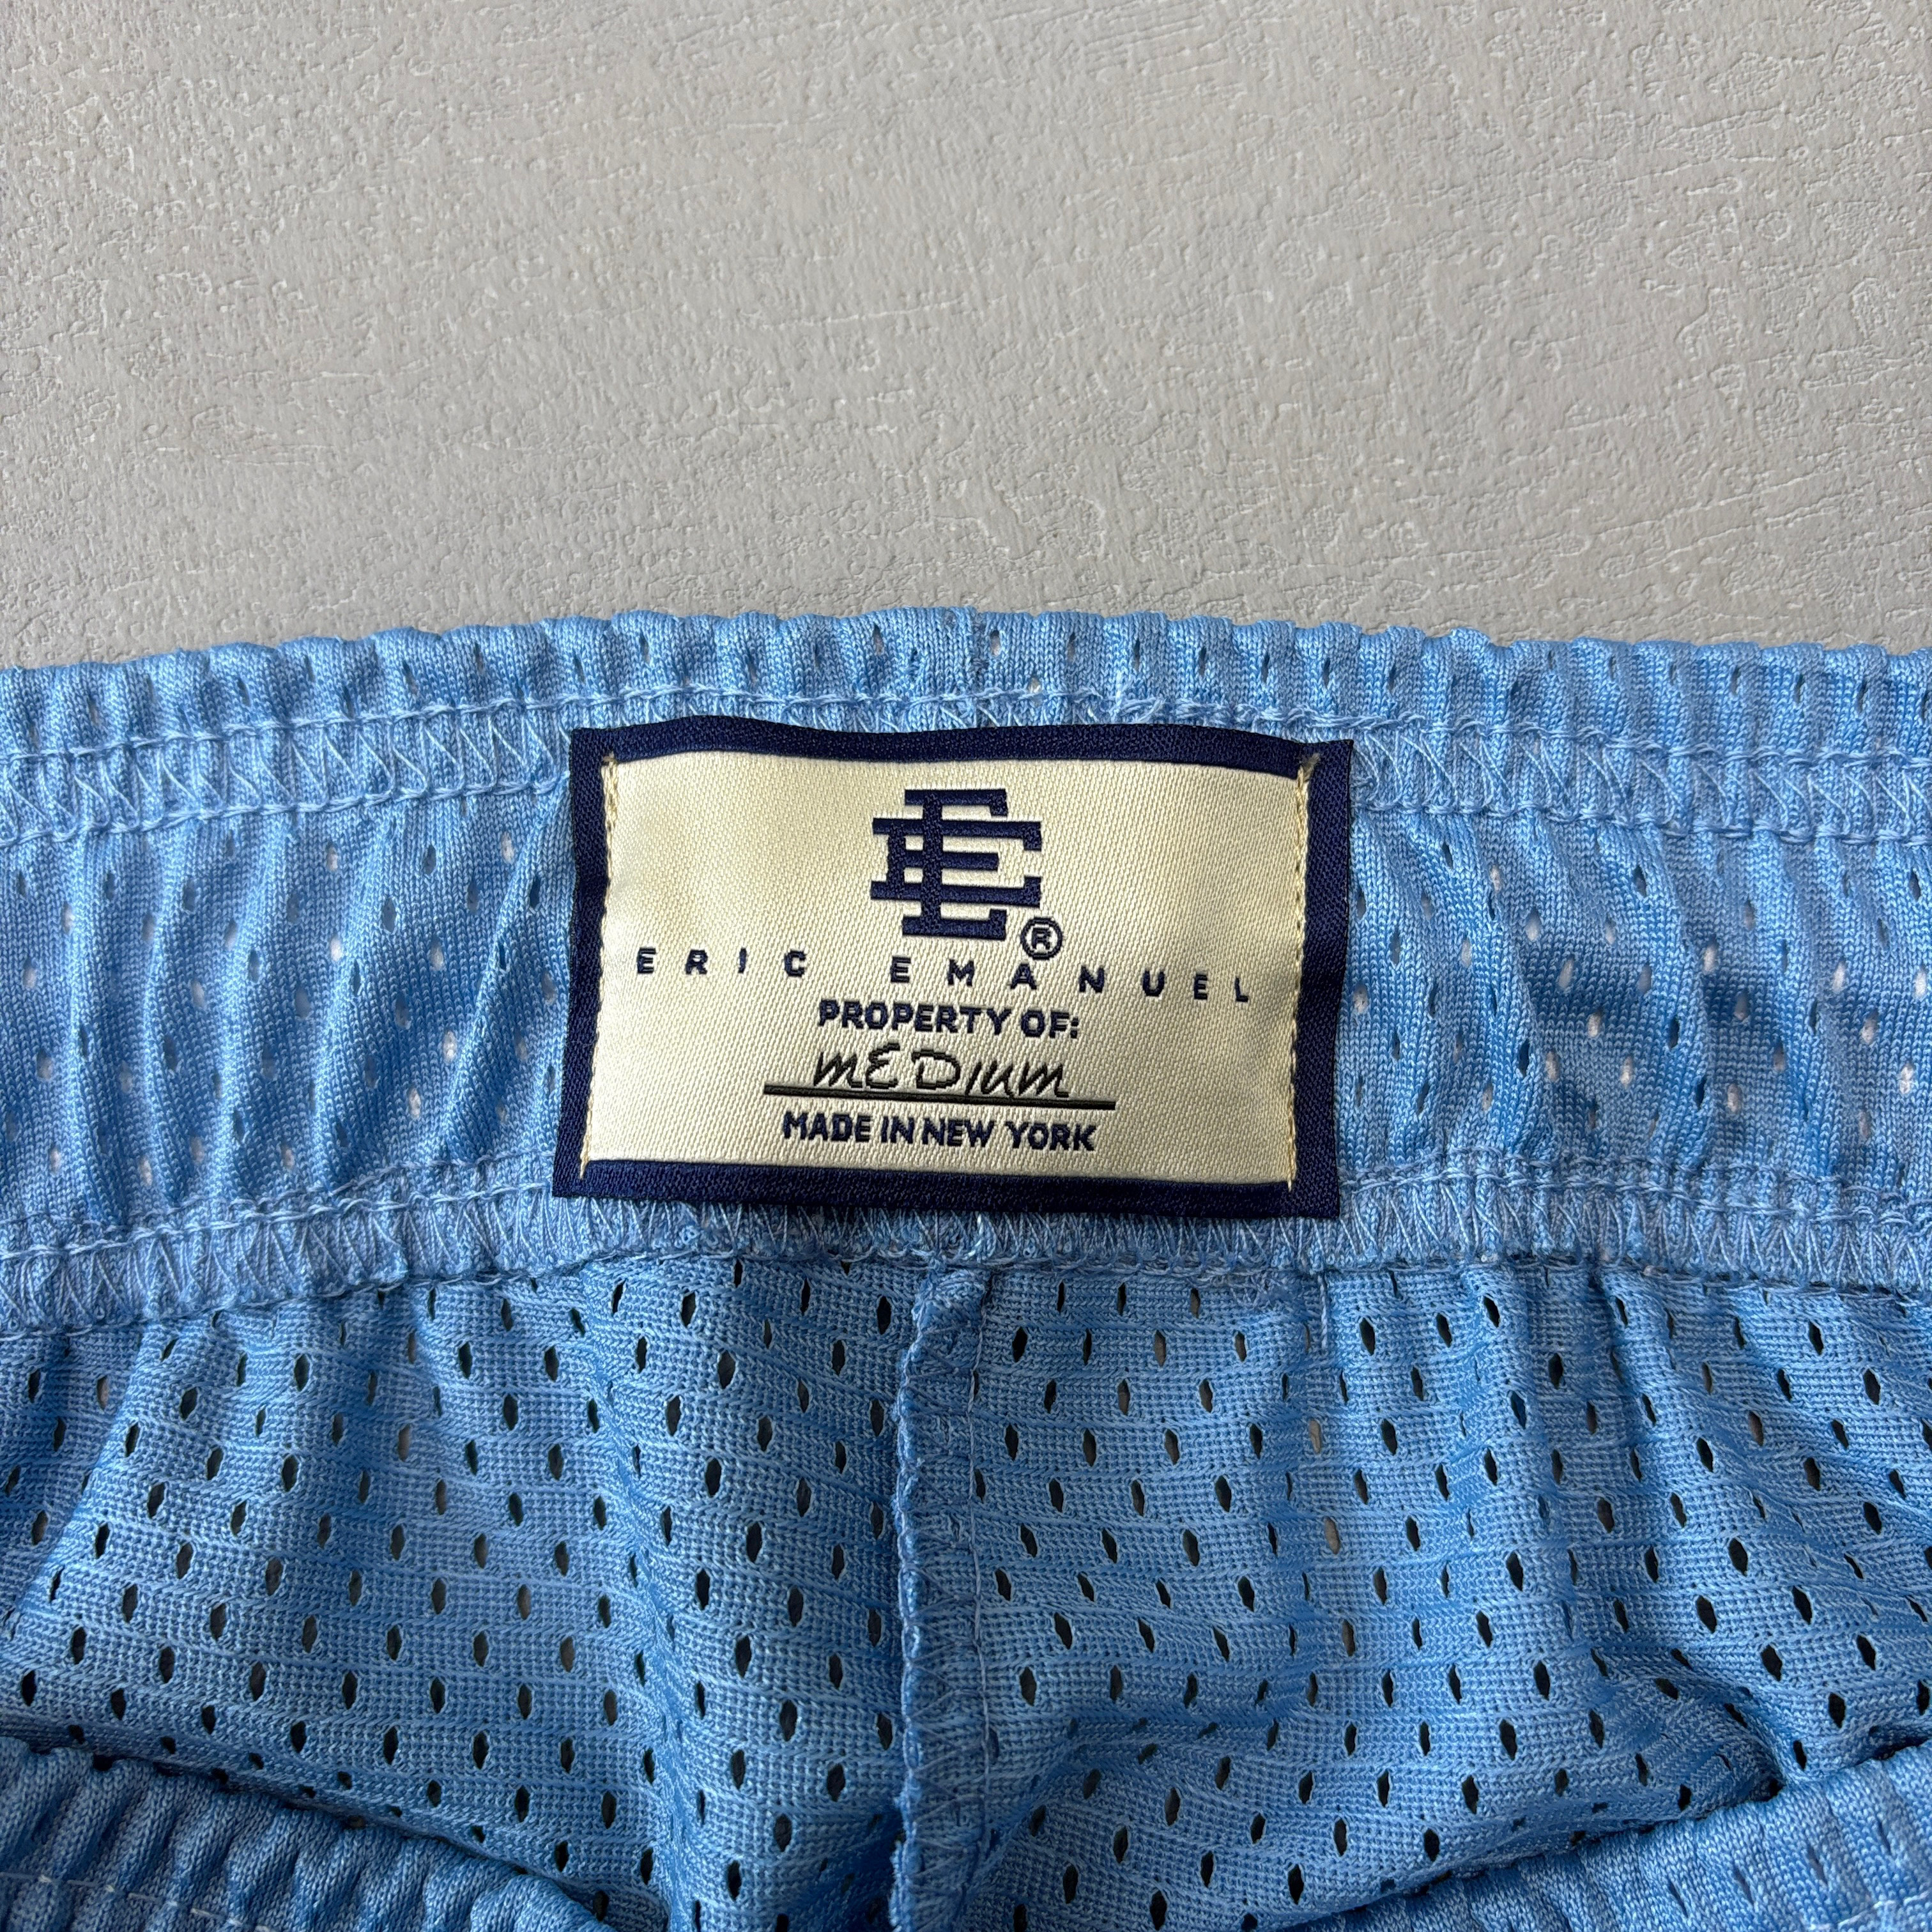 EE®
ERIC EMANUEL
PROPERTY OF:
MEDIUM
MADE IN NEW YORK